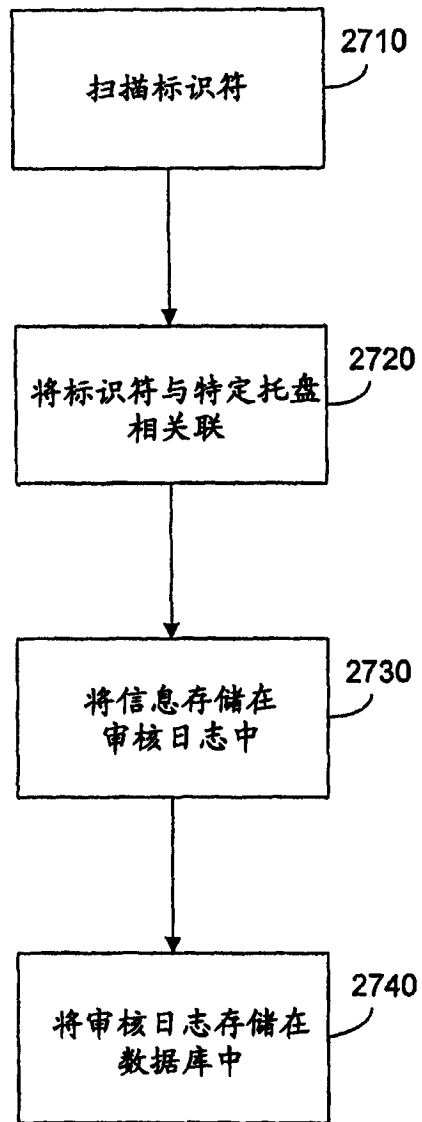 2710
扫描标识符
2720
将标识符与特定托盘
相关联
2730
将信息存储在
审核日志中
2740
将审核日志存储在
数据库中